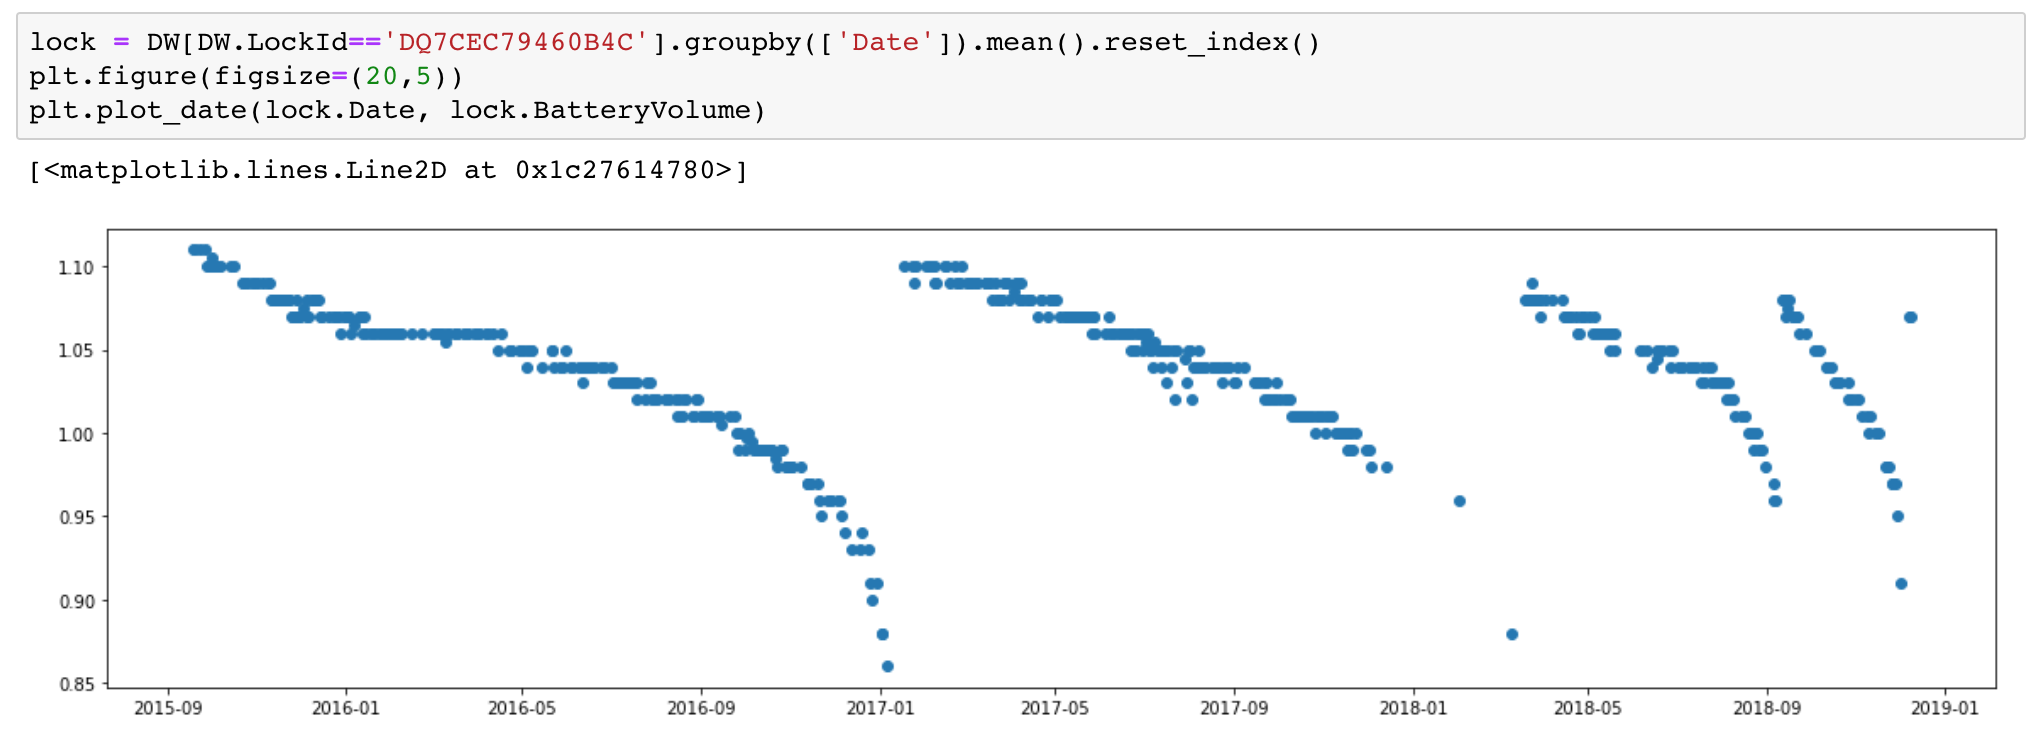 lock = DW[DW.LockId=='DQ7CEC79460B4C'].groupby(['Date']).mean().reset_index()
plt.figure(figsize=(20,5))
plt.plot_date(lock.Date, lock.BatteryVolume)
[<matplotlib.lines.Line2D at 0x1c27614780>]
1.10
1.05
1.00
0.95
0.90
0.85
2015-09 2016-01 2016-05 2016-09 2017-01 2017-05 2017-09 2018-01 2018-05 2018-09 2019-01